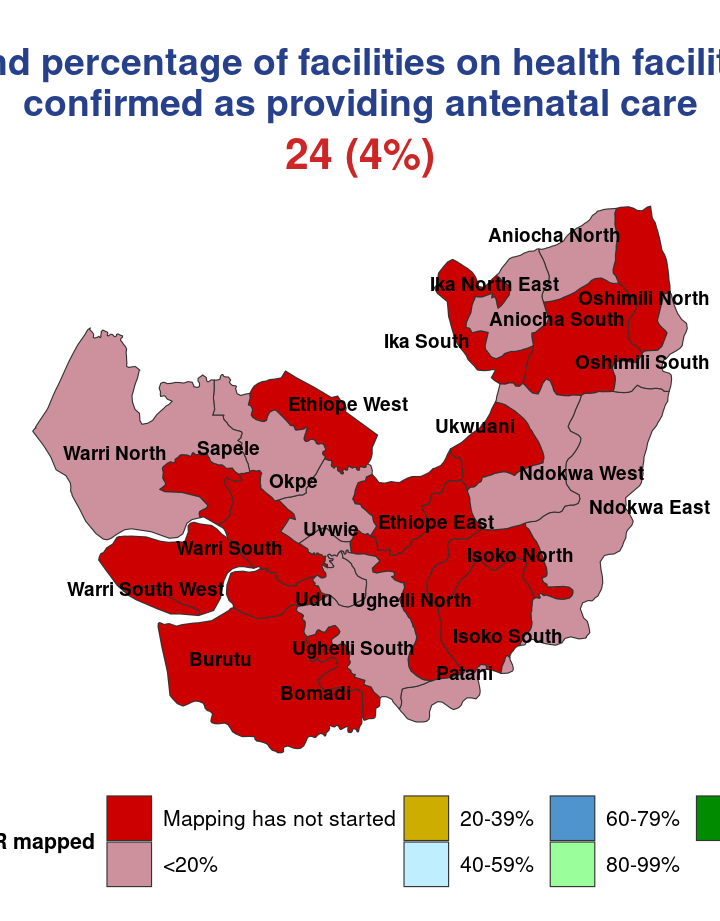 nd percentage of facilities on health facilit
confirmed as providing antenatal care
24 (4%)
Aniocha North
Ika North East
Oshimili North
Aniocha South
Ika South
Oshimili South
Ethiope West
Ukwuani
Sapele
Warri North
Ndokwa West
Okpe
Ndokwa East
Ethiope East
Uvwie
Warri South
Isoko North
Warri South West
Udu
Ughelli North
Isoko South
Ughelli South
Burutu
Patani
Bomadi
R mapped
Mapping has not started
20-39%
60-79%
<20%
40-59%
80-99%